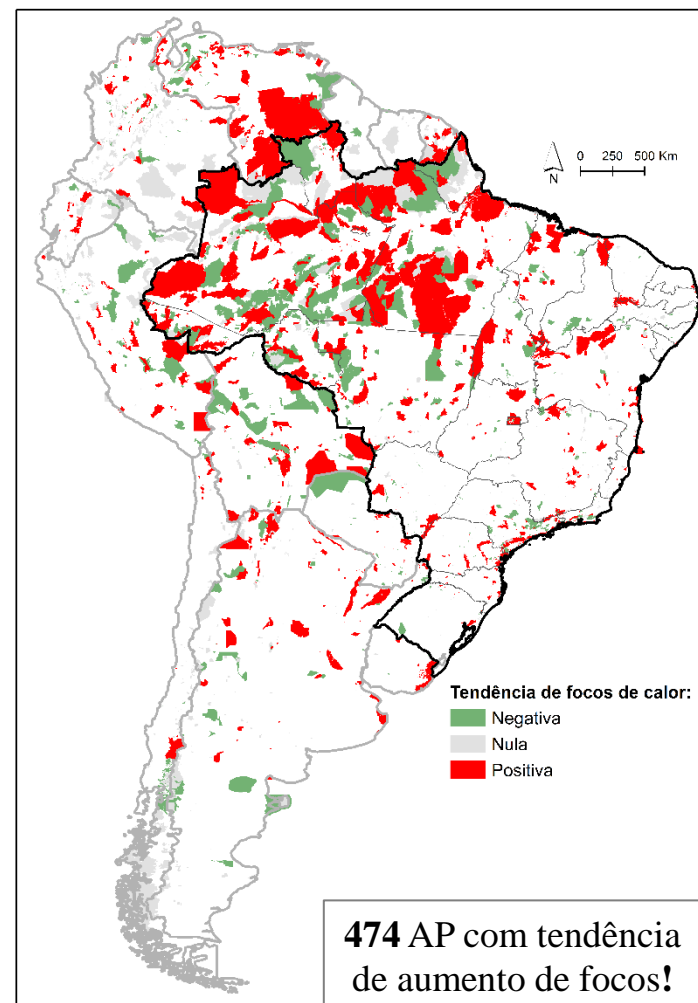 N
0 250 500 Km
Tendência de focos de calor:
Negativa
Nula
Positiva
474 AP com tendência
de aumento de focos!